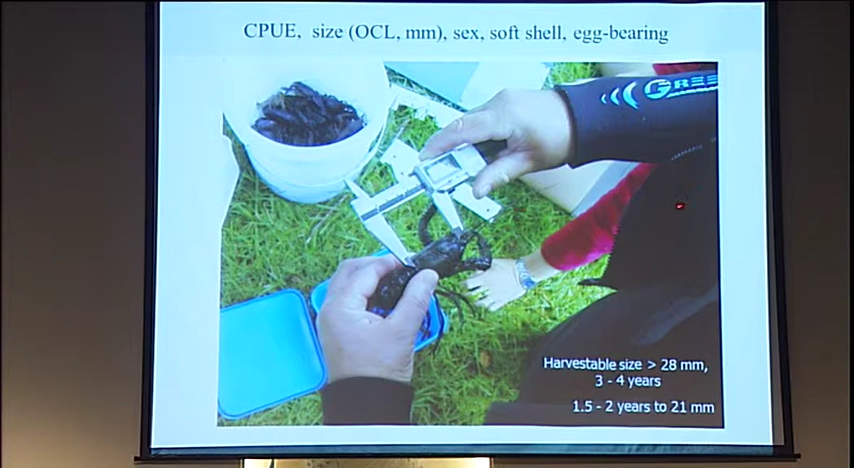 CPUE, size (OCL, mm), sex, soft shell, egg-bearing
GREE
Harvestable size > 28 mm,
3 - 4 years
1.5 - 2 years to 21 mm